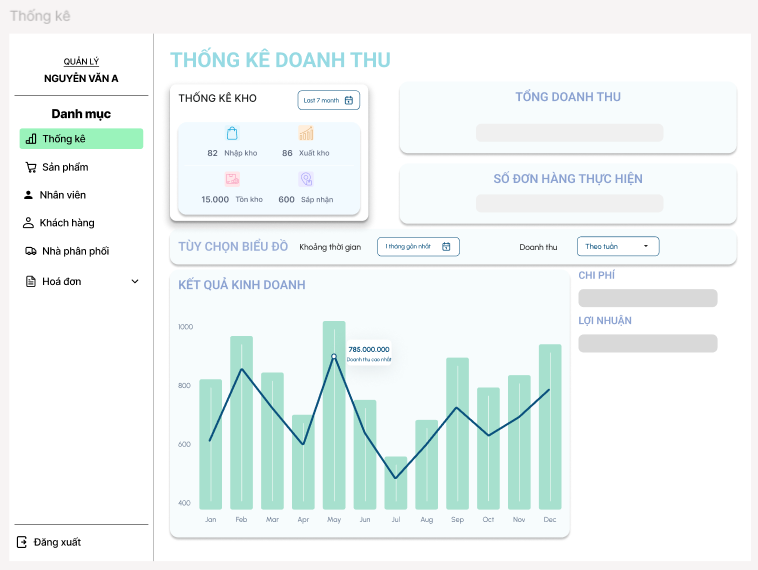 Thống kê
QUẢN LÝ
NGUYỄN VĂN A
Danh mục
Thống kê
Sản phẩm
Nhân viên
Khách hàng
Nhà phân phối
Hoá đơn
Đăng xuất
THỐNG KÊ DOANH THU
THỐNG KÊ KHO
Last 7 month
82 Nhập kho
86 Xuất kho
15.000 Tồn kho
600 Sắp nhận
TỔNG DOANH THU
SỐ ĐƠN HÀNG THỰC HIỆN
TÙY CHỌN BIỂU ĐỒ Khoảng thời gian 1 tháng gần nhất Doanh thu Theo tuần
KẾT QUẢ KINH DOANH
1000
800
600
400
785.000.000
Doanh thu cao nhất
Jan Feb Mar Apr May Jun Jul Aug Sep Oct Nov Dec
CHI PHÍ
LỢI NHUẬN